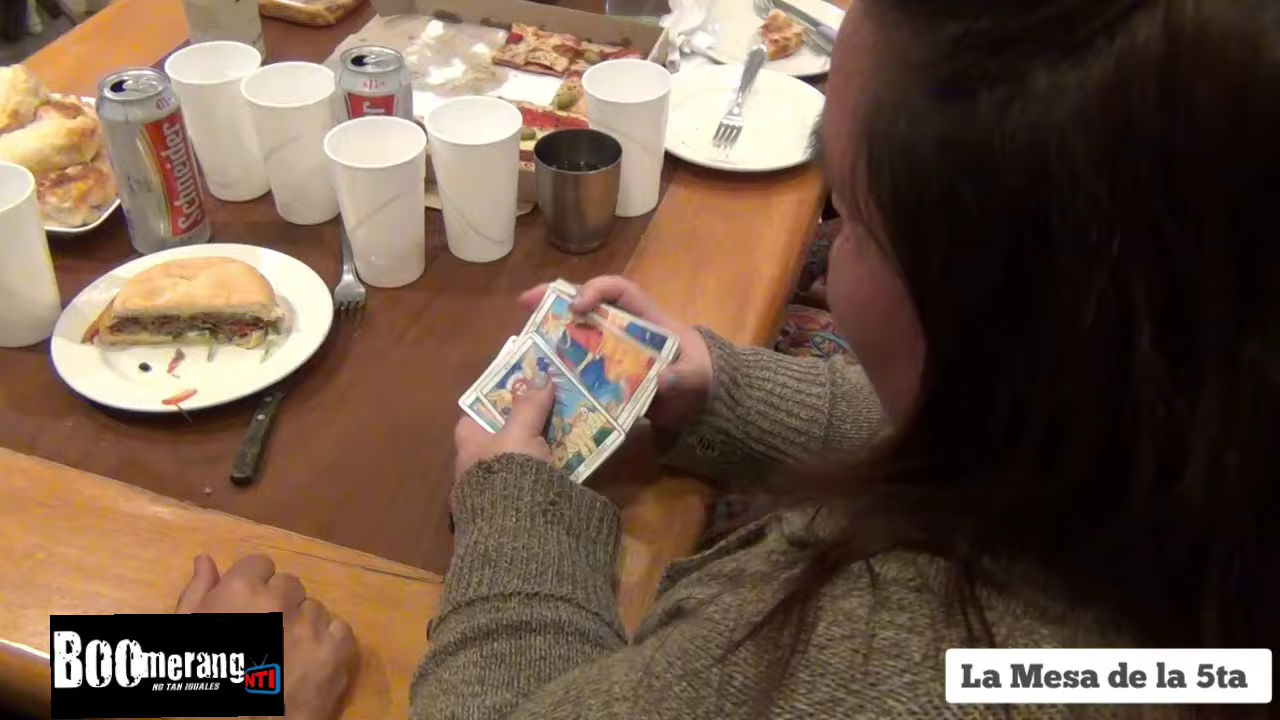 Schneider
BOOmerang
NTI
NO TAN IGUALES
La Mesa de la 5ta